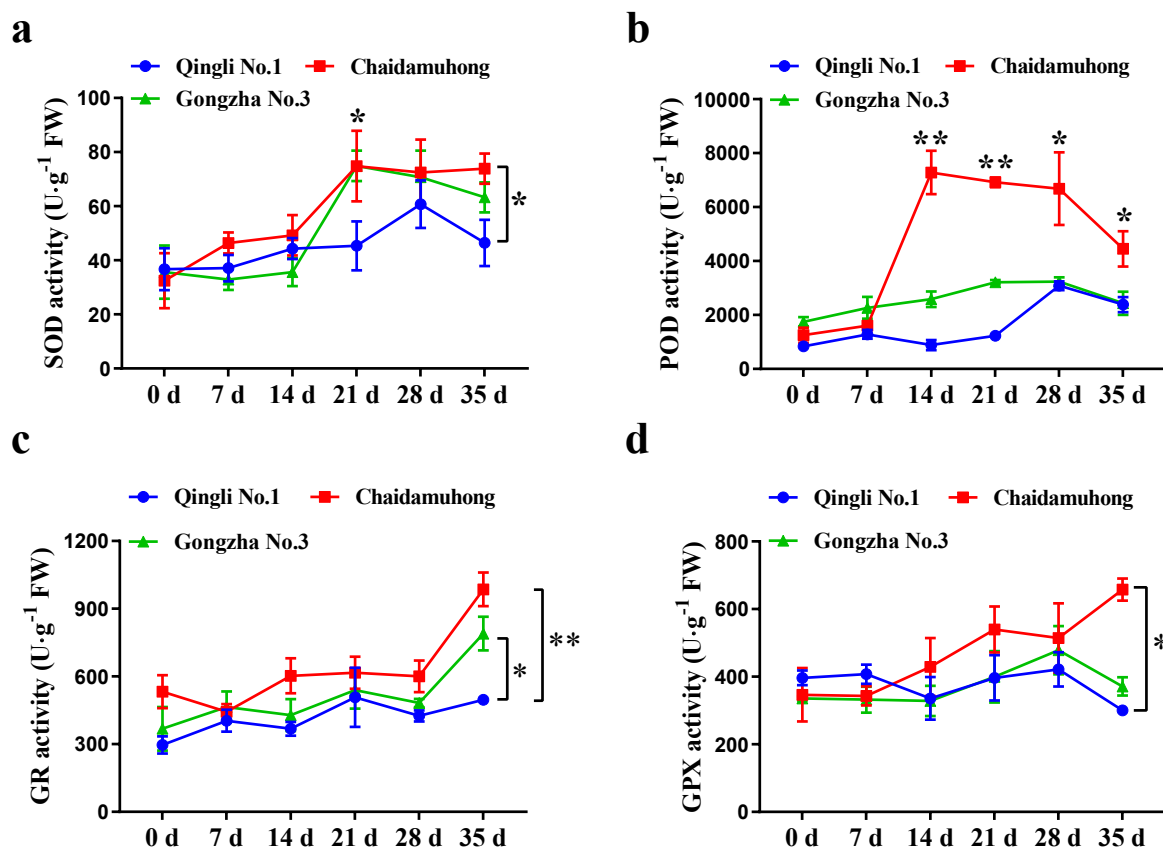 a
Qingli No.1 Chaidamuhong
Gongzha No.3
SOD activity (U·g⁻¹ FW)
100
80
60
40
20
0
*
*
0 d 7 d 14 d 21 d 28 d 35 d
b
Qingli No.1 Chaidamuhong
Gongzha No.3
POD activity (U·g⁻¹ FW)
10000
8000
6000
4000
2000
0
** ** * *
0 d 7 d 14 d 21 d 28 d 35 d
c
Qingli No.1 Chaidamuhong
Gongzha No.3
GR activity (U·g⁻¹ FW)
1200
900
600
300
0
**
*
0 d 7 d 14 d 21 d 28 d 35 d
d
Qingli No.1 Chaidamuhong
Gongzha No.3
GPX activity (U·g⁻¹ FW)
800
600
400
200
0
*
0 d 7 d 14 d 21 d 28 d 35 d